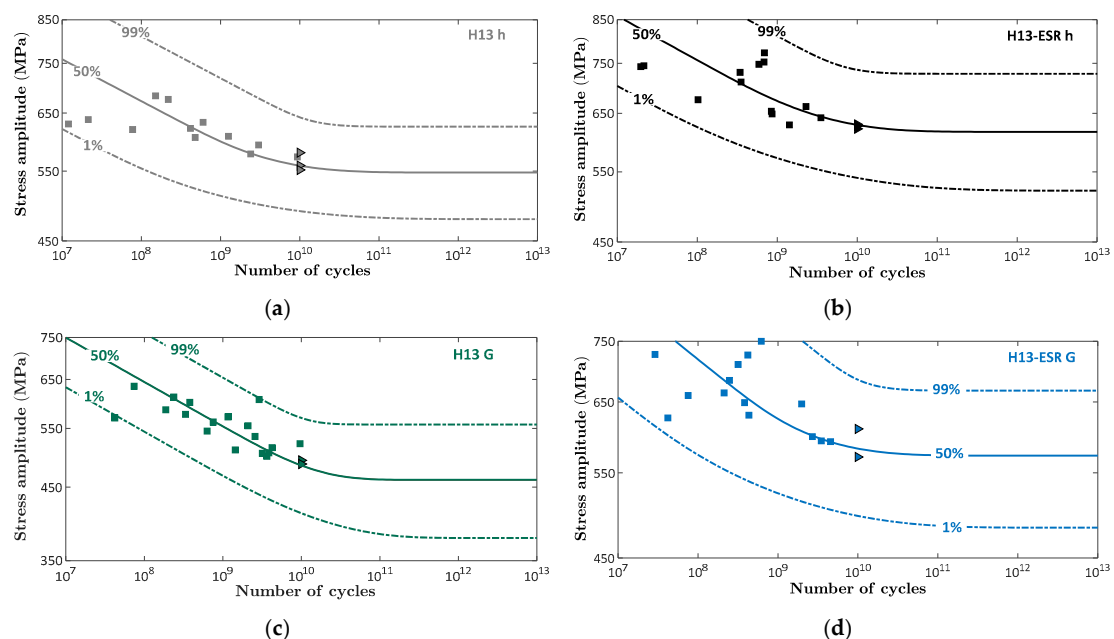 850
650
550
450
Stress amplitude (MPa)
99%
50%
1%
H13 h
10^7 10^8 10^9 10^10 10^11 10^12 10^13
Number of cycles
(a)
850
650
550
450
Stress amplitude (MPa)
50%
99%
1%
H13-ESR h
10^7 10^8 10^9 10^10 10^11 10^12 10^13
Number of cycles
(b)
750
650
550
450
350
Stress amplitude (MPa)
50%
99%
1%
H13 G
10^7 10^8 10^9 10^10 10^11 10^12 10^13
Number of cycles
(c)
750
650
550
450
Stress amplitude (MPa)
H13-ESR G
99%
50%
1%
10^7 10^8 10^9 10^10 10^11 10^12 10^13
Number of cycles
(d)